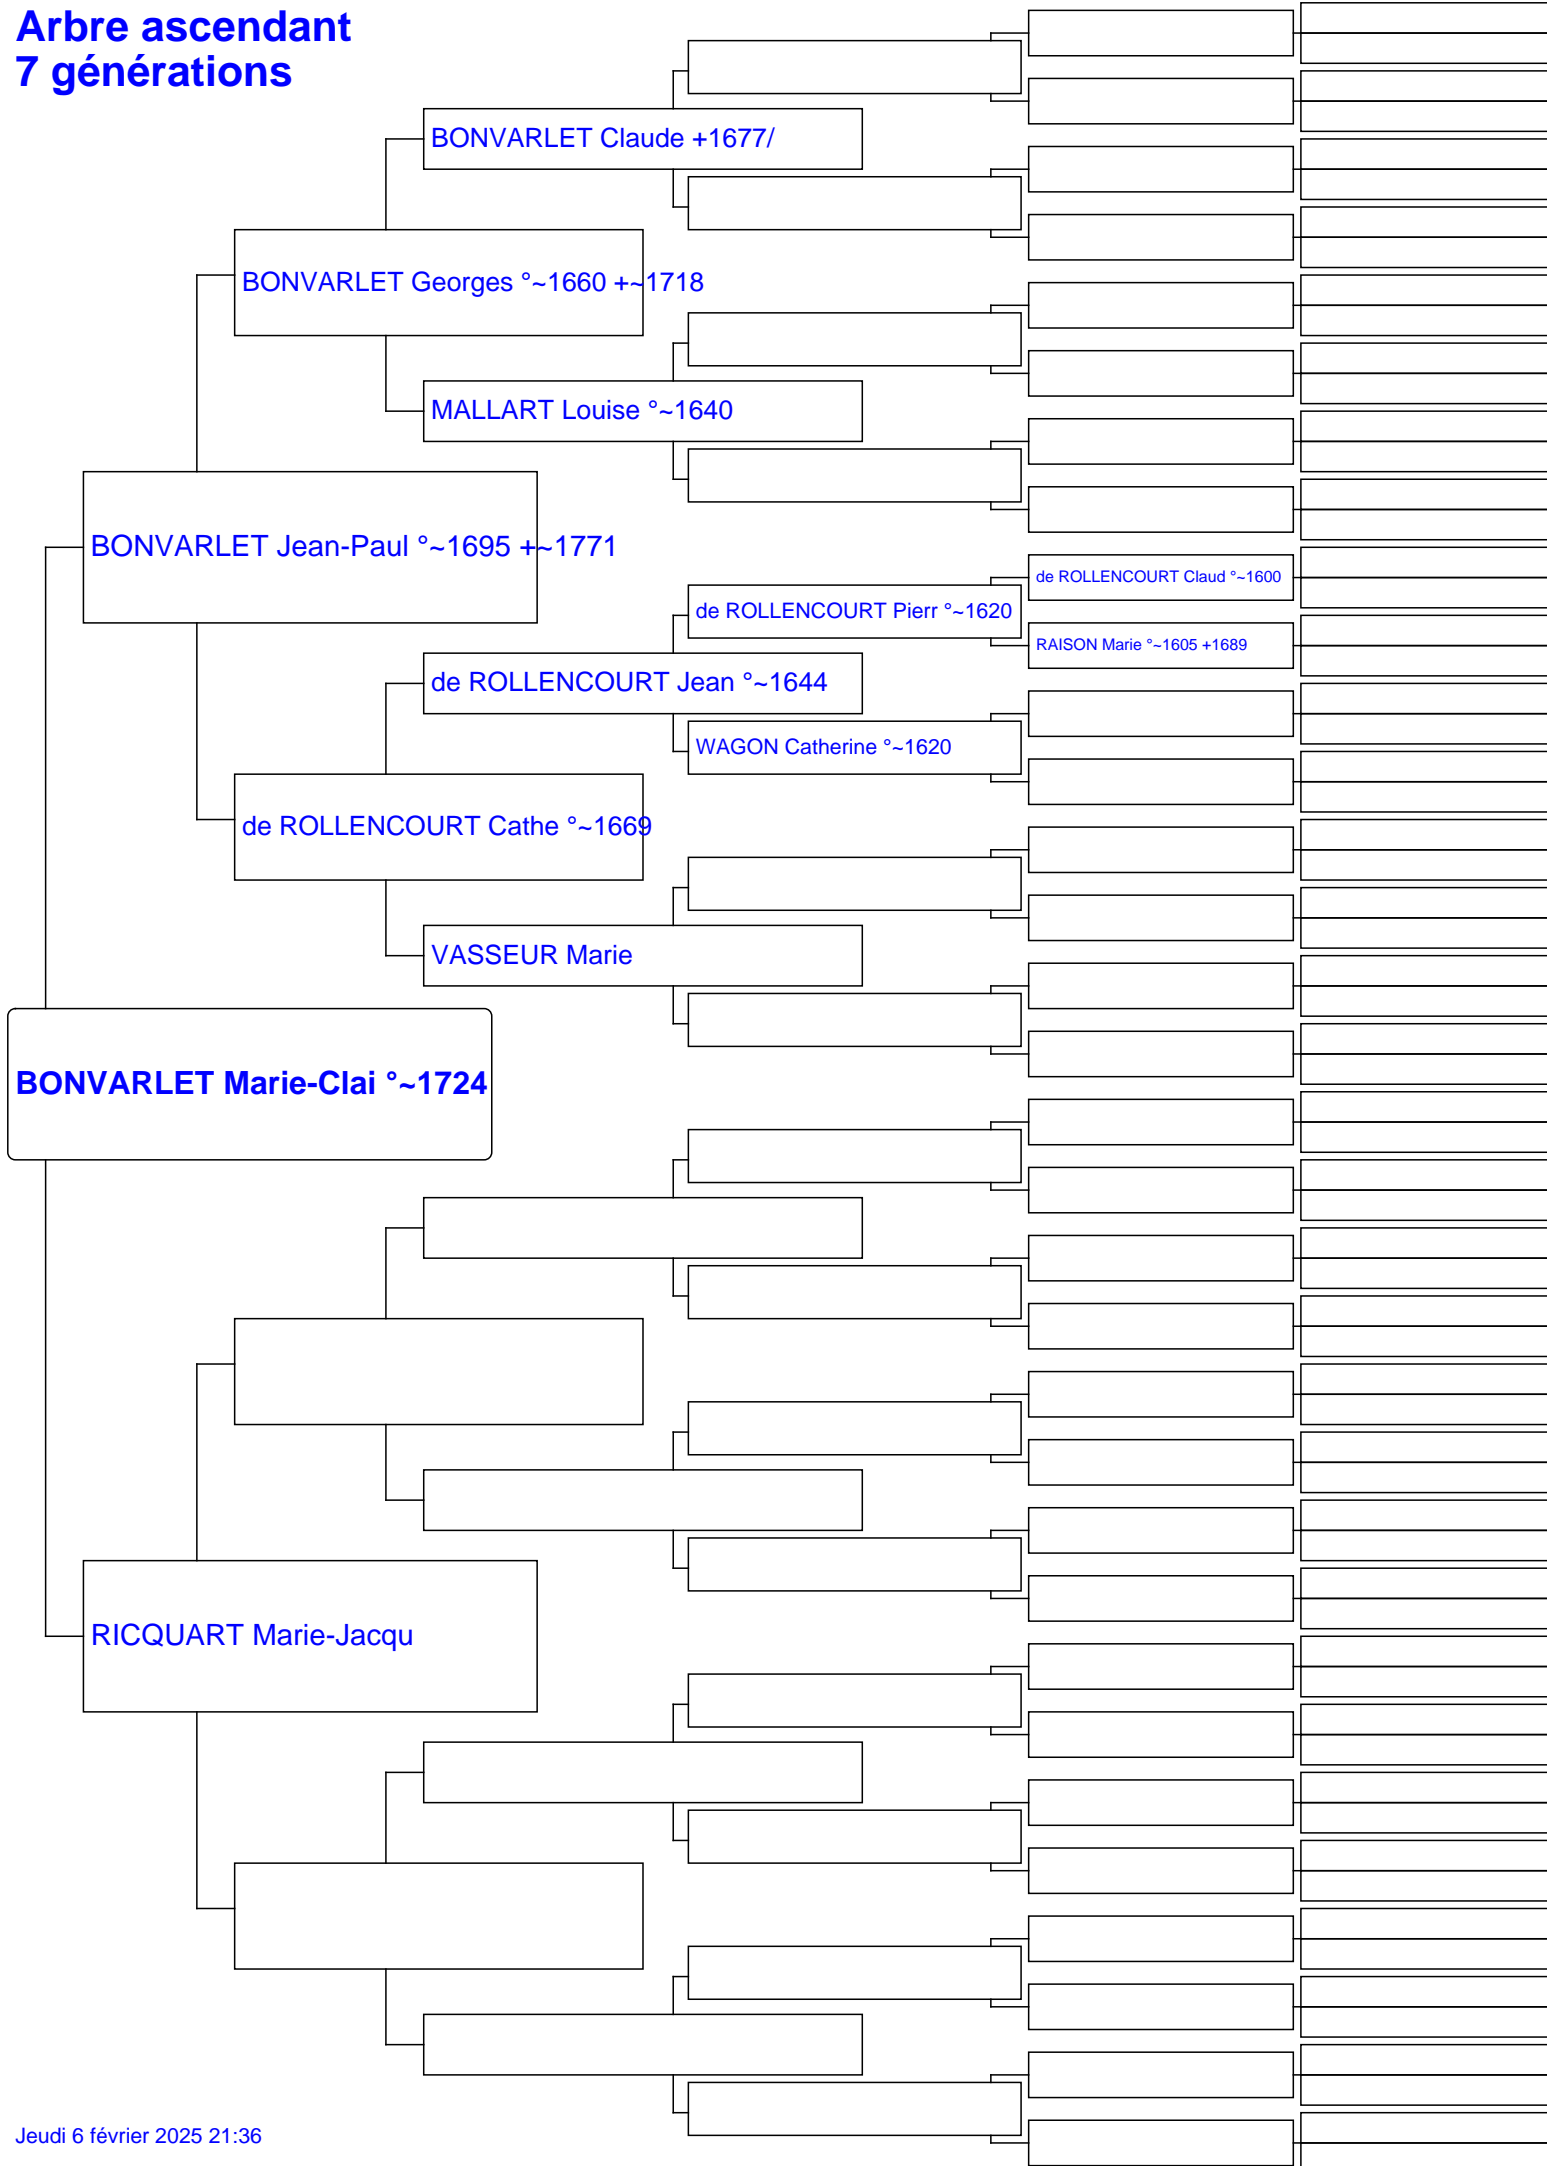 Arbre ascendant
7 générations
BONVARLET Claude +1677/
BONVARLET Georges °~1660 +~1718
MALLART Louise °~1640
BONVARLET Jean-Paul °~1695 +~1771
de ROLLENCOURT Claud °~1600
de ROLLENCOURT Pierr °~1620
RAISON Marie °~1605 +1689
de ROLLENCOURT Jean °~1644
WAGON Catherine °~1620
de ROLLENCOURT Cathe °~1669
VASSEUR Marie
BONVARLET Marie-Clai °~1724
RICQUART Marie-Jacqu
Jeudi 6 février 2025 21:36